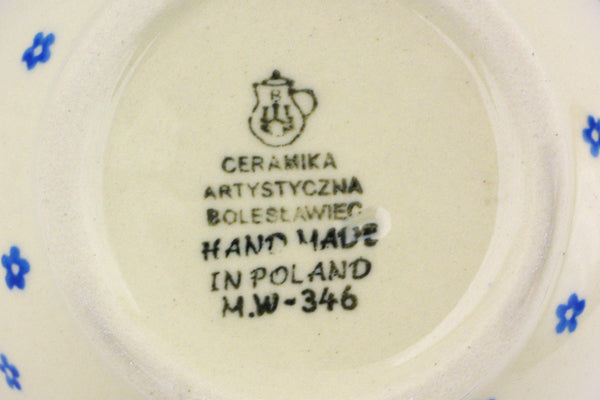 B
CERAMIKA
ARTYSTYCZNA
BOLESŁAWIEC
HAND MADE
IN POLAND
M.W-346